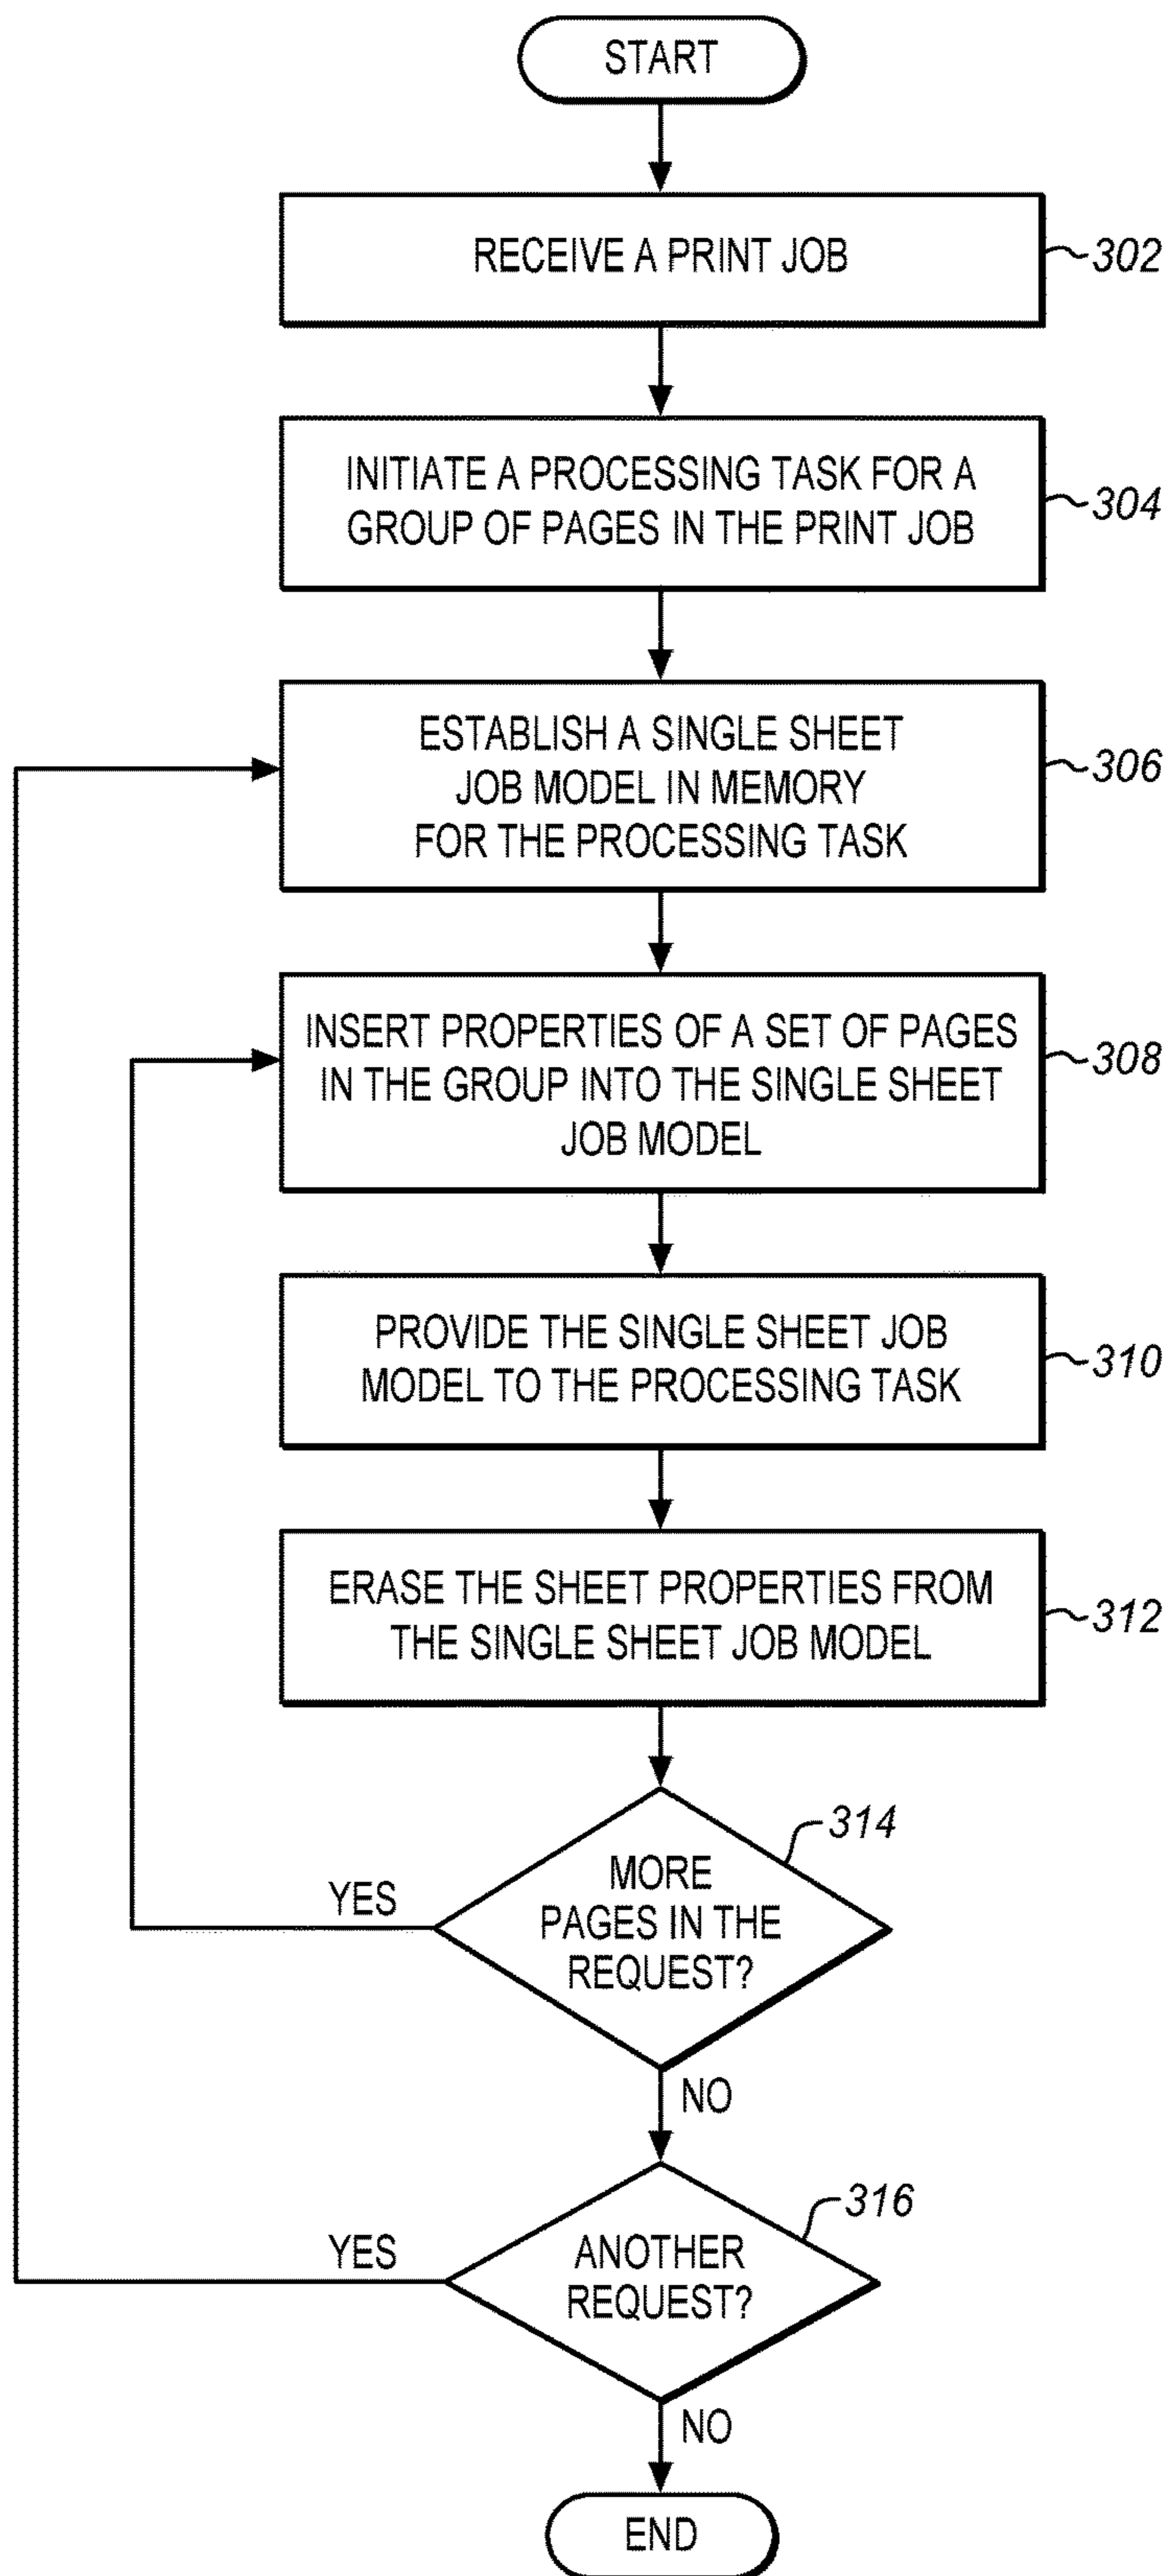 START
RECEIVE A PRINT JOB
302
INITIATE A PROCESSING TASK FOR A
GROUP OF PAGES IN THE PRINT JOB
304
ESTABLISH A SINGLE SHEET
JOB MODEL IN MEMORY
FOR THE PROCESSING TASK
306
INSERT PROPERTIES OF A SET OF PAGES
IN THE GROUP INTO THE SINGLE SHEET
JOB MODEL
308
PROVIDE THE SINGLE SHEET JOB
MODEL TO THE PROCESSING TASK
310
ERASE THE SHEET PROPERTIES FROM
THE SINGLE SHEET JOB MODEL
312
314
MORE
PAGES IN THE
REQUEST?
YES
NO
316
ANOTHER
REQUEST?
YES
NO
END